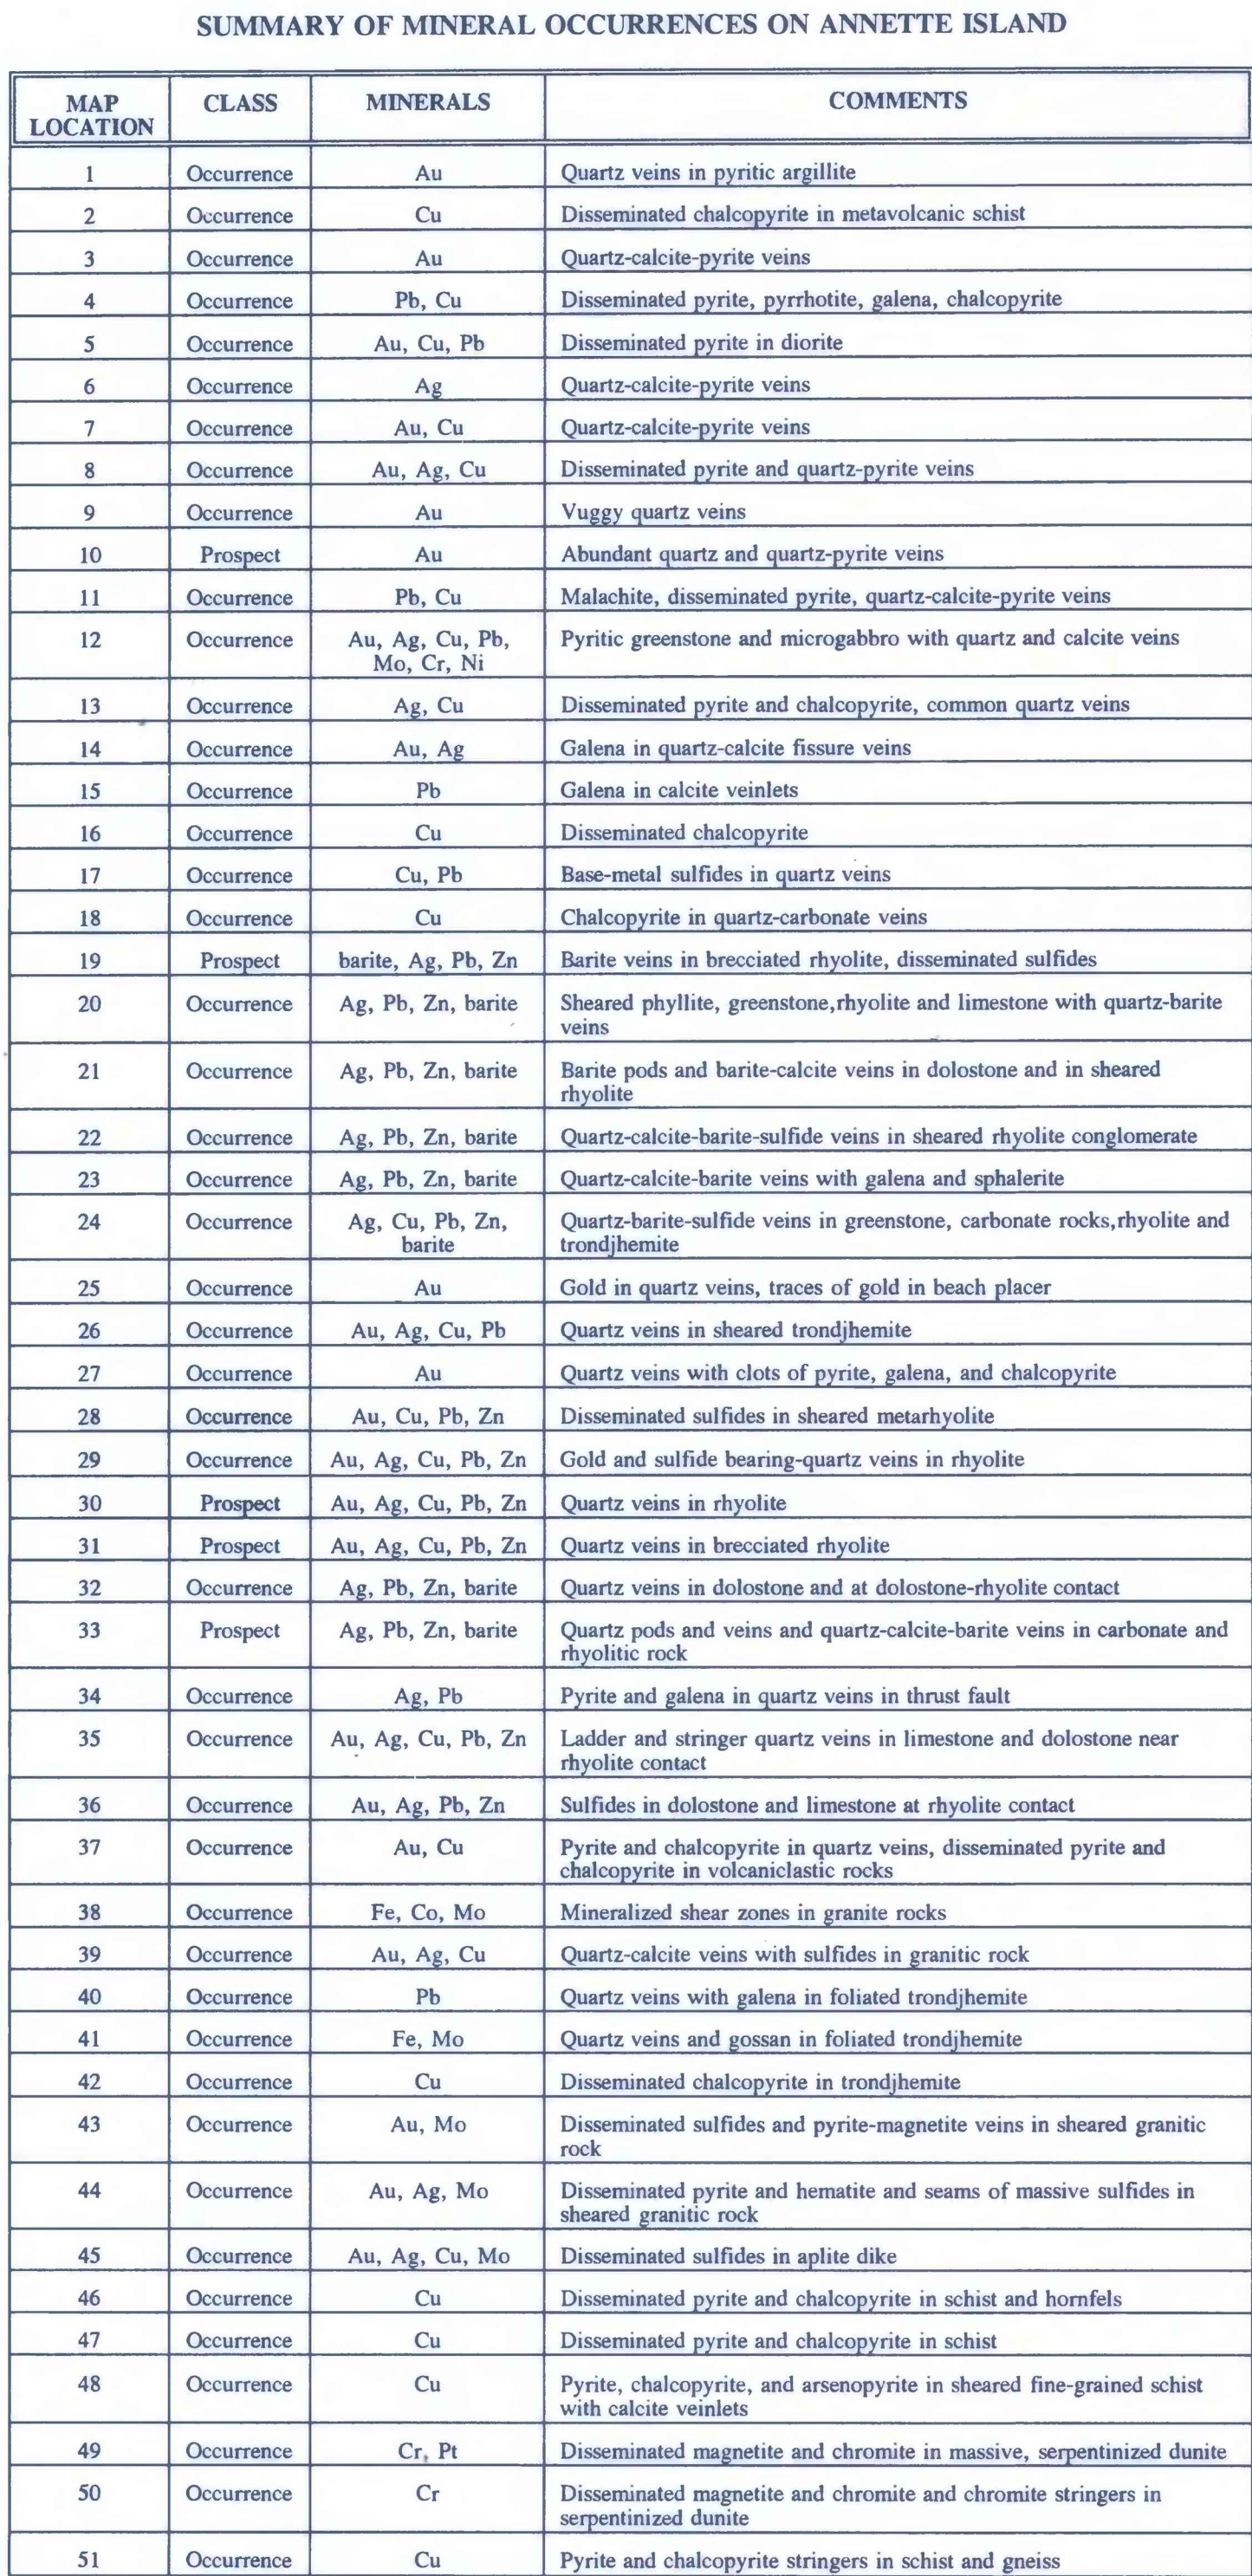 SUMMARY OF MINERAL OCCURRENCES ON ANNETTE ISLAND
MAP LOCATION CLASS MINERALS COMMENTS
1 Occurrence Au Quartz veins in pyritic argillite
2 Occurrence Cu Disseminated chalcopyrite in metavolcanic schist
3 Occurrence Au Quartz-calcite-pyrite veins
4 Occurrence Pb, Cu Disseminated pyrite, pyrrhotite, galena, chalcopyrite
5 Occurrence Au, Cu, Pb Disseminated pyrite in diorite
6 Occurrence Ag Quartz-calcite-pyrite veins
7 Occurrence Au, Cu Quartz-calcite-pyrite veins
8 Occurrence Au, Ag, Cu Disseminated pyrite and quartz-pyrite veins
9 Occurrence Au Vuggy quartz veins
10 Prospect Au Abundant quartz and quartz-pyrite veins
11 Occurrence Pb, Cu Malachite, disseminated pyrite, quartz-calcite-pyrite veins
12 Occurrence Au, Ag, Cu, Pb, Pyritic greenstone and microgabbro with quartz and calcite veins
Mo, Cr, Ni
13 Occurrence Ag, Cu Disseminated pyrite and chalcopyrite, common quartz veins
14 Occurrence Au, Ag Galena in quartz-calcite fissure veins
15 Occurrence Pb Galena in calcite veinlets
16 Occurrence Cu Disseminated chalcopyrite
17 Occurrence Cu, Pb Base-metal sulfides in quartz veins
18 Occurrence Cu Chalcopyrite in quartz-carbonate veins
19 Prospect barite, Ag, Pb, Zn Barite veins in brecciated rhyolite, disseminated sulfides
20 Occurrence Ag, Pb, Zn, barite Sheared phyllite, greenstone,rhyolite and limestone with quartz-barite
veins
21 Occurrence Ag, Pb, Zn, barite Barite pods and barite-calcite veins in dolostone and in sheared
rhyolite
22 Occurrence Ag, Pb, Zn, barite Quartz-calcite-barite-sulfide veins in sheared rhyolite conglomerate
23 Occurrence Ag, Pb, Zn, barite Quartz-calcite-barite veins with galena and sphalerite
24 Occurrence Ag, Cu, Pb, Zn, Quartz-barite-sulfide veins in greenstone, carbonate rocks,rhyolite and
barite trondjhemite
25 Occurrence Au Gold in quartz veins, traces of gold in beach placer
26 Occurrence Au, Ag, Cu, Pb Quartz veins in sheared trondjhemite
27 Occurrence Au Quartz veins with clots of pyrite, galena, and chalcopyrite
28 Occurrence Au, Cu, Pb, Zn Disseminated sulfides in sheared metarhyolite
29 Occurrence Au, Ag, Cu, Pb, Zn Gold and sulfide bearing-quartz veins in rhyolite
30 Prospect Au, Ag, Cu, Pb, Zn Quartz veins in rhyolite
31 Prospect Au, Ag, Cu, Pb, Zn Quartz veins in brecciated rhyolite
32 Occurrence Ag, Pb, Zn, barite Quartz veins in dolostone and at dolostone-rhyolite contact
33 Prospect Ag, Pb, Zn, barite Quartz pods and veins and quartz-calcite-barite veins in carbonate and
rhyolitic rock
34 Occurrence Ag, Pb Pyrite and galena in quartz veins in thrust fault
35 Occurrence Au, Ag, Cu, Pb, Zn Ladder and stringer quartz veins in limestone and dolostone near
rhyolite contact
36 Occurrence Au, Ag, Pb, Zn Sulfides in dolostone and limestone at rhyolite contact
37 Occurrence Au, Cu Pyrite and chalcopyrite in quartz veins, disseminated pyrite and
chalcopyrite in volcaniclastic rocks
38 Occurrence Fe, Co, Mo Mineralized shear zones in granite rocks
39 Occurrence Au, Ag, Cu Quartz-calcite veins with sulfides in granitic rock
40 Occurrence Pb Quartz veins with galena in foliated trondjhemite
41 Occurrence Fe, Mo Quartz veins and gossan in foliated trondjhemite
42 Occurrence Cu Disseminated chalcopyrite in trondjhemite
43 Occurrence Au, Mo Disseminated sulfides and pyrite-magnetite veins in sheared granitic
rock
44 Occurrence Au, Ag, Mo Disseminated pyrite and hematite and seams of massive sulfides in
sheared granitic rock
45 Occurrence Au, Ag, Cu, Mo Disseminated sulfides in aplite dike
46 Occurrence Cu Disseminated pyrite and chalcopyrite in schist and hornfels
47 Occurrence Cu Disseminated pyrite and chalcopyrite in schist
48 Occurrence Cu Pyrite, chalcopyrite, and arsenopyrite in sheared fine-grained schist
with calcite veinlets
49 Occurrence Cr, Pt Disseminated magnetite and chromite in massive, serpentinized dunite
50 Occurrence Cr Disseminated magnetite and chromite and chromite stringers in
serpentinized dunite
51 Occurrence Cu Pyrite and chalcopyrite stringers in schist and gneiss